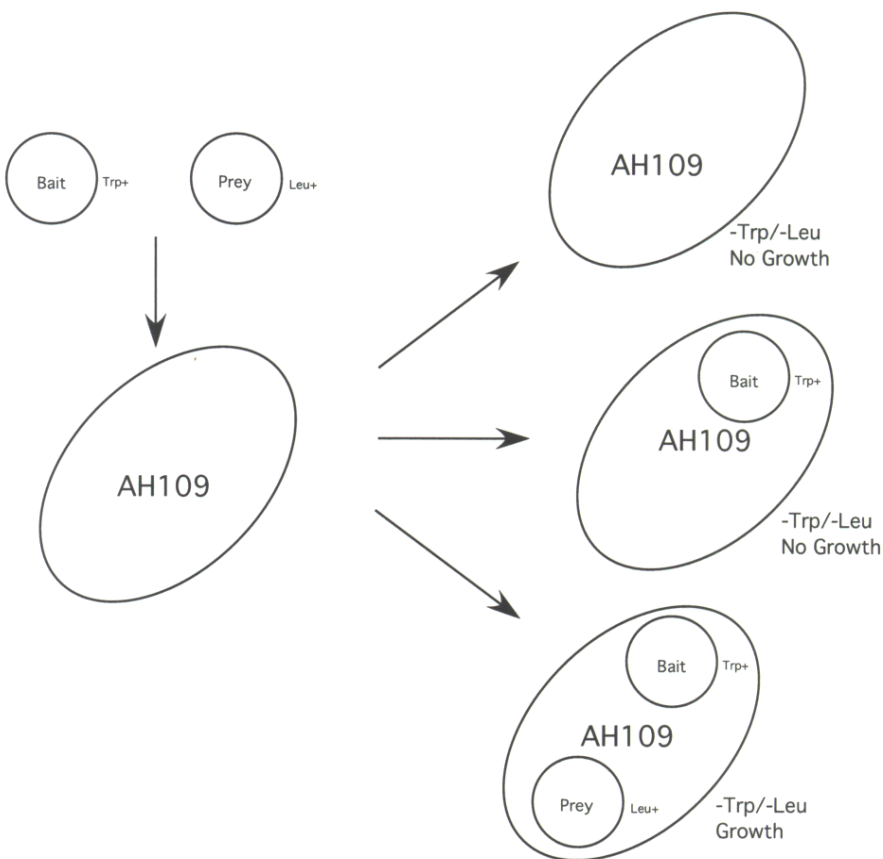 Bait
Trp+
Prey
Leu+
AH109
AH109
-Trp/-Leu
No Growth
Bait
Trp+
AH109
-Trp/-Leu
No Growth
Bait
Trp+
AH109
Prey
Leu+
-Trp/-Leu
Growth